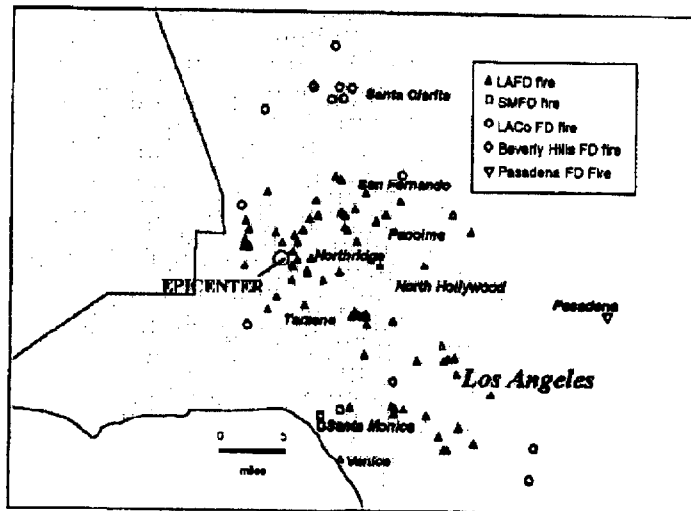 LAFD fire
SMFD fire
LACo FD fire
Beverly Hills FD fire
Pasadena FD Fire
Santa Clarita
San Fernando
Pacoima
Northridge
EPICENTER
North Hollywood
Pasadena
Tarzana
Los Angeles
Santa Monica
0 5
miles
Venice